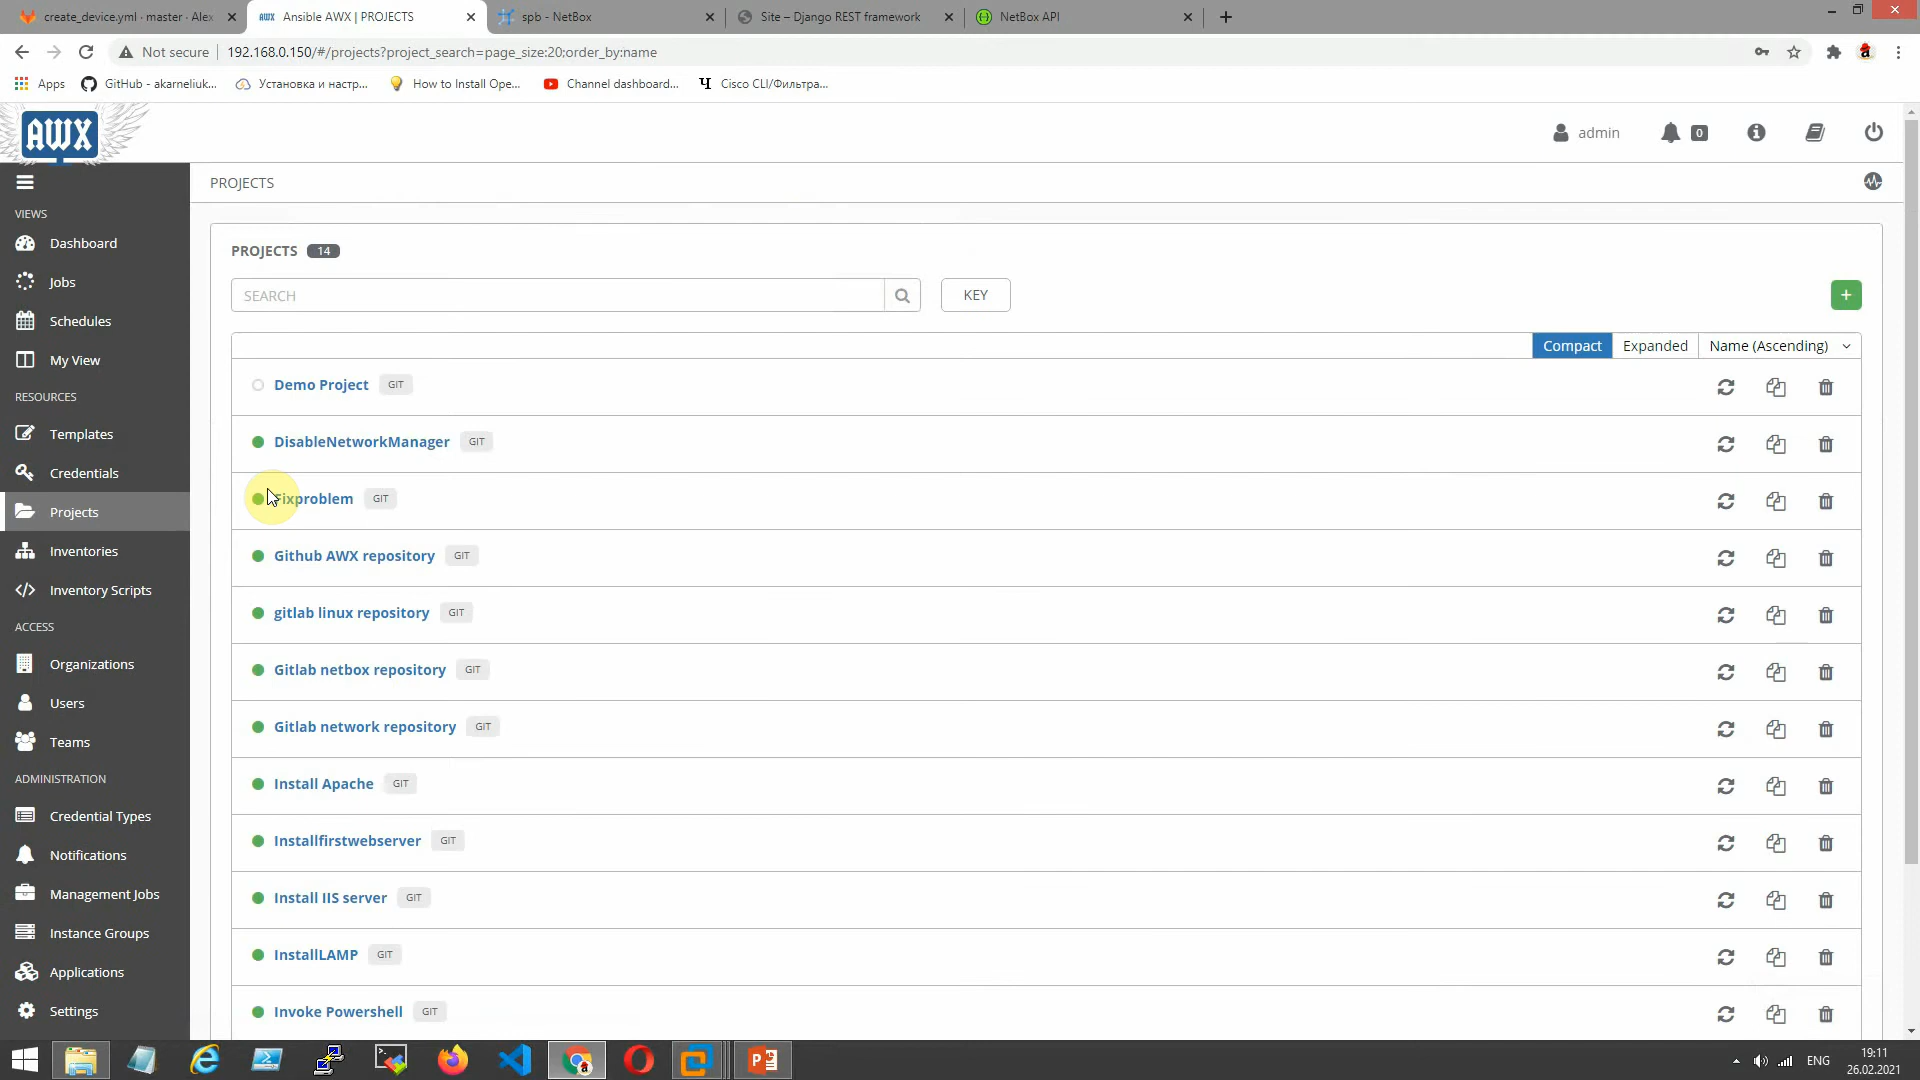 create_device.yml · master · Alex
AWX Ansible AWX | PROJECTS
spb - NetBox
Site – Django REST framework
NetBox API
Not secure
192.168.0.150/#/projects?project_search=page_size:20;order_by:name
Apps
GitHub - akarneliuk...
Установка и настр...
How to Install Ope...
Channel dashboard...
Ч Cisco CLI/Фильтра...
AWX
admin
0
VIEWS
Dashboard
Jobs
Schedules
My View
RESOURCES
Templates
Credentials
Projects
Inventories
Inventory Scripts
ACCESS
Organizations
Users
Teams
ADMINISTRATION
Credential Types
Notifications
Management Jobs
Instance Groups
Applications
Settings
PROJECTS
PROJECTS 14
SEARCH
KEY
+
Compact Expanded Name (Ascending)
Demo Project GIT
DisableNetworkManager GIT
Fixproblem GIT
Github AWX repository GIT
gitlab linux repository GIT
Gitlab netbox repository GIT
Gitlab network repository GIT
Install Apache GIT
Installfirstwebserver GIT
Install IIS server GIT
InstallLAMP GIT
Invoke Powershell GIT
ENG
19:11
26.02.2021